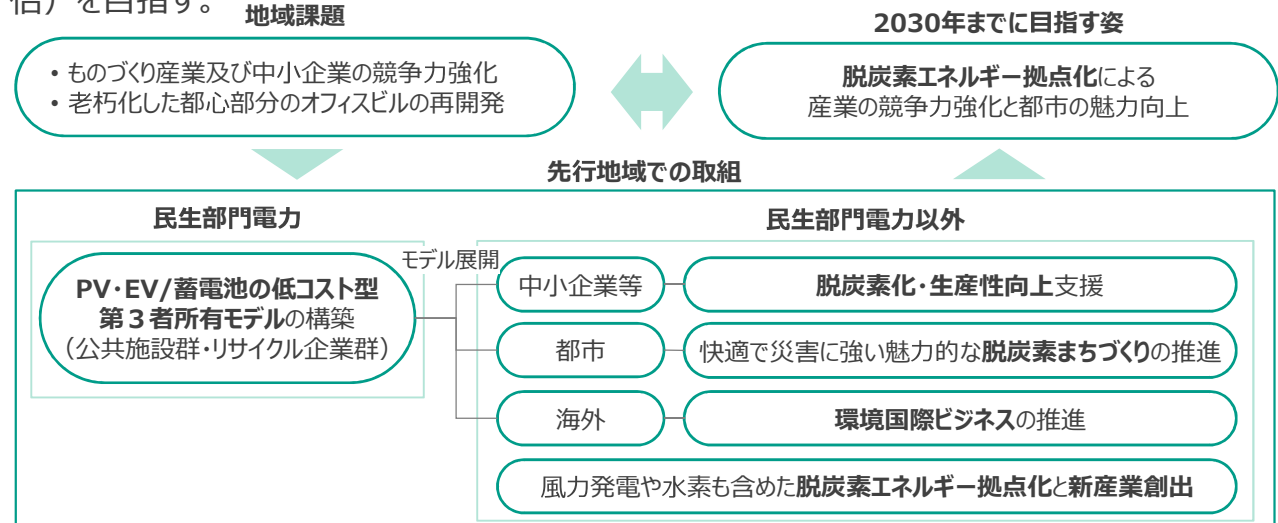 倍）を目指す。
地域課題
• ものづくり産業及び中小企業の競争力強化
• 老朽化した都心部分のオフィスビルの再開発
2030年までに目指す姿
脱炭素エネルギー拠点化による
産業の競争力強化と都市の魅力向上
先行地域での取組
民生部門電力
PV・EV/蓄電池の低コスト型
第３者所有モデルの構築
（公共施設群・リサイクル企業群）
モデル展開
民生部門電力以外
中小企業等
脱炭素化・生産性向上支援
都市
快適で災害に強い魅力的な脱炭素まちづくりの推進
海外
環境国際ビジネスの推進
風力発電や水素も含めた脱炭素エネルギー拠点化と新産業創出